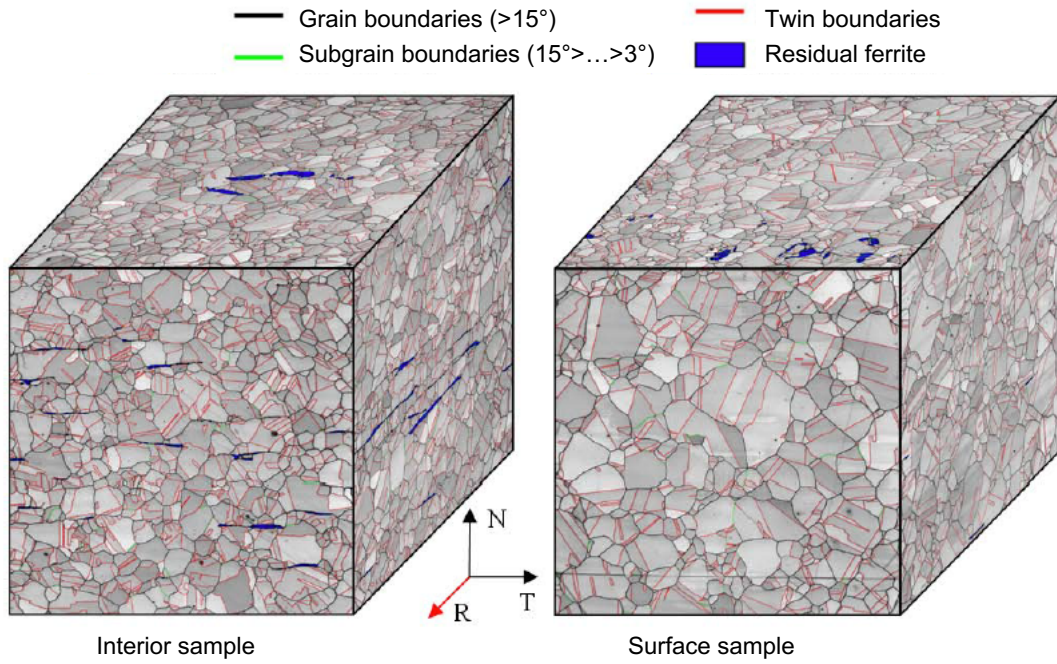 Grain boundaries (>15°)
Twin boundaries
Subgrain boundaries (15°>…>3°)
Residual ferrite
N
T
R
Interior sample
Surface sample